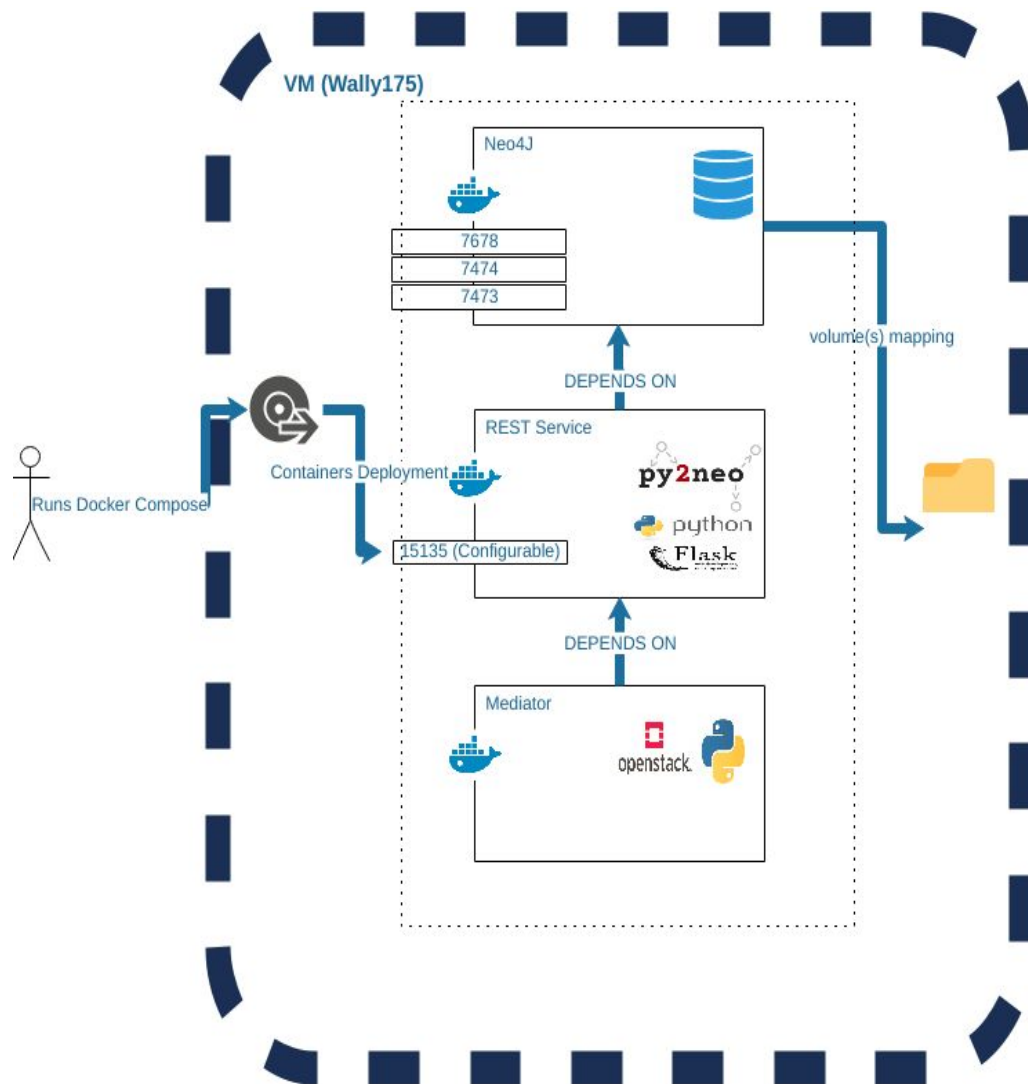 VM (Wally175)
Neo4J
7678
7474
7473
volume(s) mapping
DEPENDS ON
REST Service
py2neo
Containers Deployment
Runs Docker Compose
python
Flask
15135 (Configurable)
DEPENDS ON
Mediator
openstack.